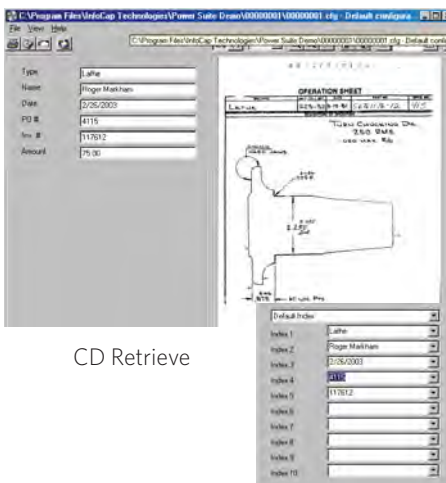 C:\Program Files\InfoCap Technologies\Power Suite Demo\00000001\00000001.cfg - Default configura
File View Help
C:\Program Files\InfoCap Technologies\Power Suite Demo\00000001\00000001.cfg - Default confi
Type Lathe
Name Roger Markham
Date 2/26/2003
PO # 4115
Inv. # 117612
Amount 75.00
OPERATION SHEET
LATHE
TURN
250 RMS
CD Retrieve
Default Index
Index 1 Lathe
Index 2 Roger Markham
Index 3 2/26/2003
Index 4 4115
Index 5 117612
Index 6
Index 7
Index 8
Index 9
Index 10